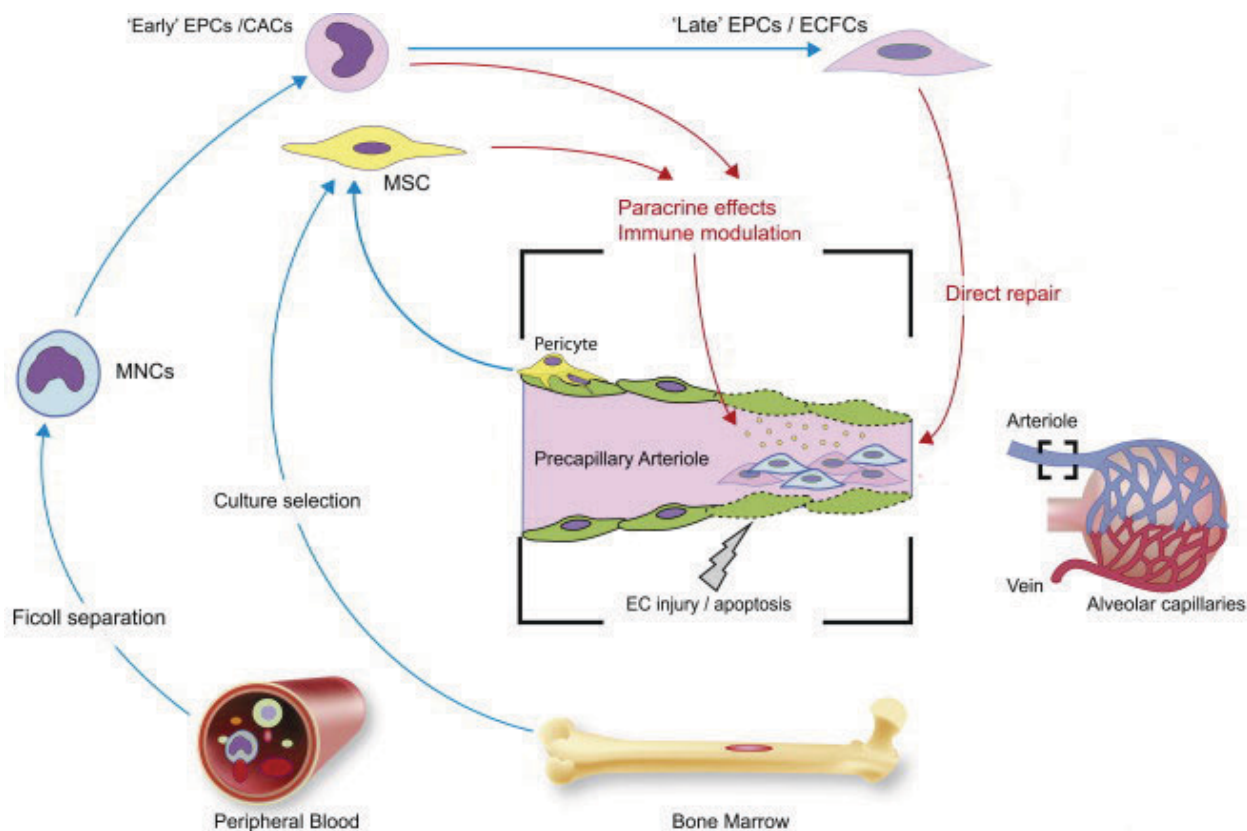 'Early' EPCs /CACs
'Late' EPCs / ECFCs
MSC
Paracrine effects
Immune modulation
Direct repair
Pericyte
MNCs
Arteriole
Precapillary Arteriole
Culture selection
EC injury / apoptosis
Vein
Alveolar capillaries
Ficoll separation
Peripheral Blood
Bone Marrow